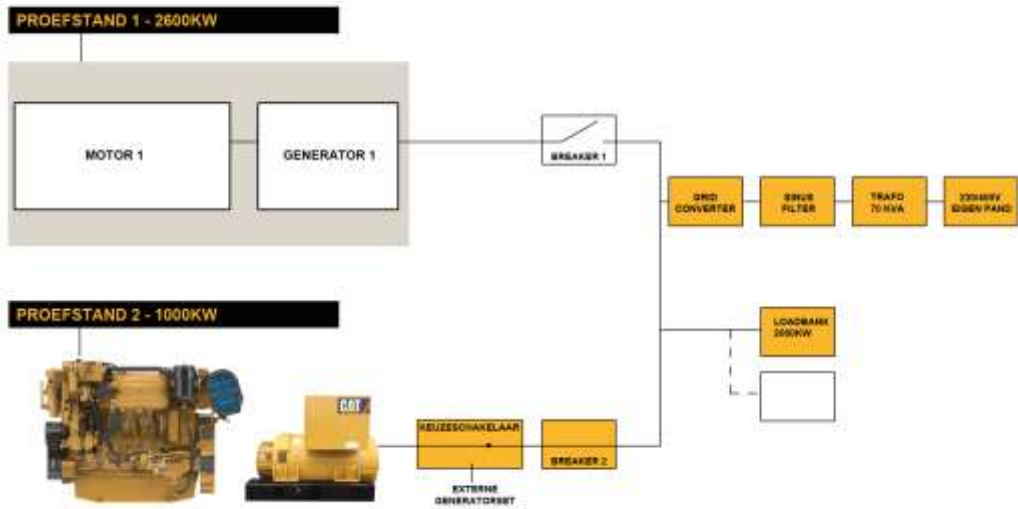 PROEFSTAND 1 - 2600KW
MOTOR 1
GENERATOR 1
BREAKER 1
GRID
CONVERTER
SINUS
FILTER
TRAFO
70 KVA
230/400V
EIGEN PAND
PROEFSTAND 2 - 1000KW
LOADBANK
2000KW
CAT
KEUZESCHAKELAAR
BREAKER 2
EXTERNE
GENERATORSET